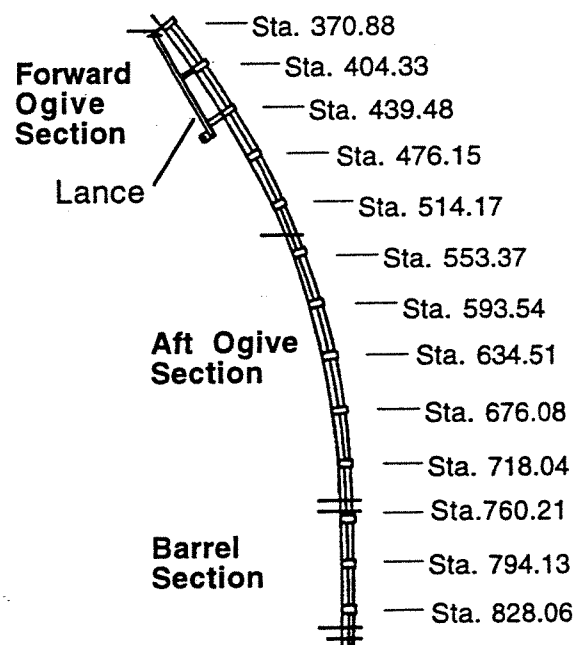 Sta. 370.88
Sta. 404.33
Forward
Ogive
Section
Sta. 439.48
Sta. 476.15
Lance
Sta. 514.17
Sta. 553.37
Sta. 593.54
Aft Ogive
Section
Sta. 634.51
Sta. 676.08
Sta. 718.04
Sta.760.21
Barrel
Section
Sta. 794.13
Sta. 828.06